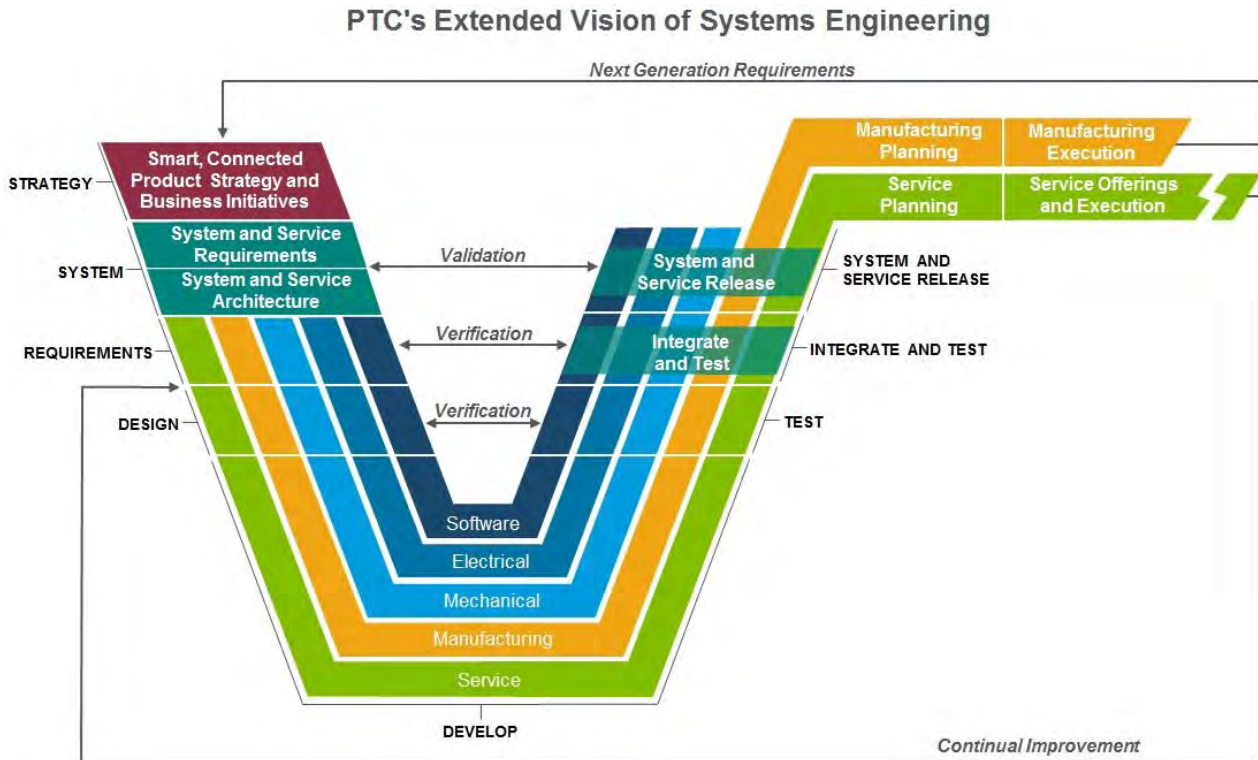 PTC's Extended Vision of Systems Engineering
Next Generation Requirements
Manufacturing
Planning
Manufacturing
Execution
Smart, Connected
Product Strategy and
Business Initiatives
STRATEGY
Service
Planning
Service Offerings
and Execution
System and Service
Requirements
SYSTEM
System and Service
Architecture
Validation
System and
Service Release
SYSTEM AND
SERVICE RELEASE
REQUIREMENTS
Verification
Integrate
and Test
INTEGRATE AND TEST
DESIGN
Verification
TEST
Software
Electrical
Mechanical
Manufacturing
Service
DEVELOP
Continual Improvement